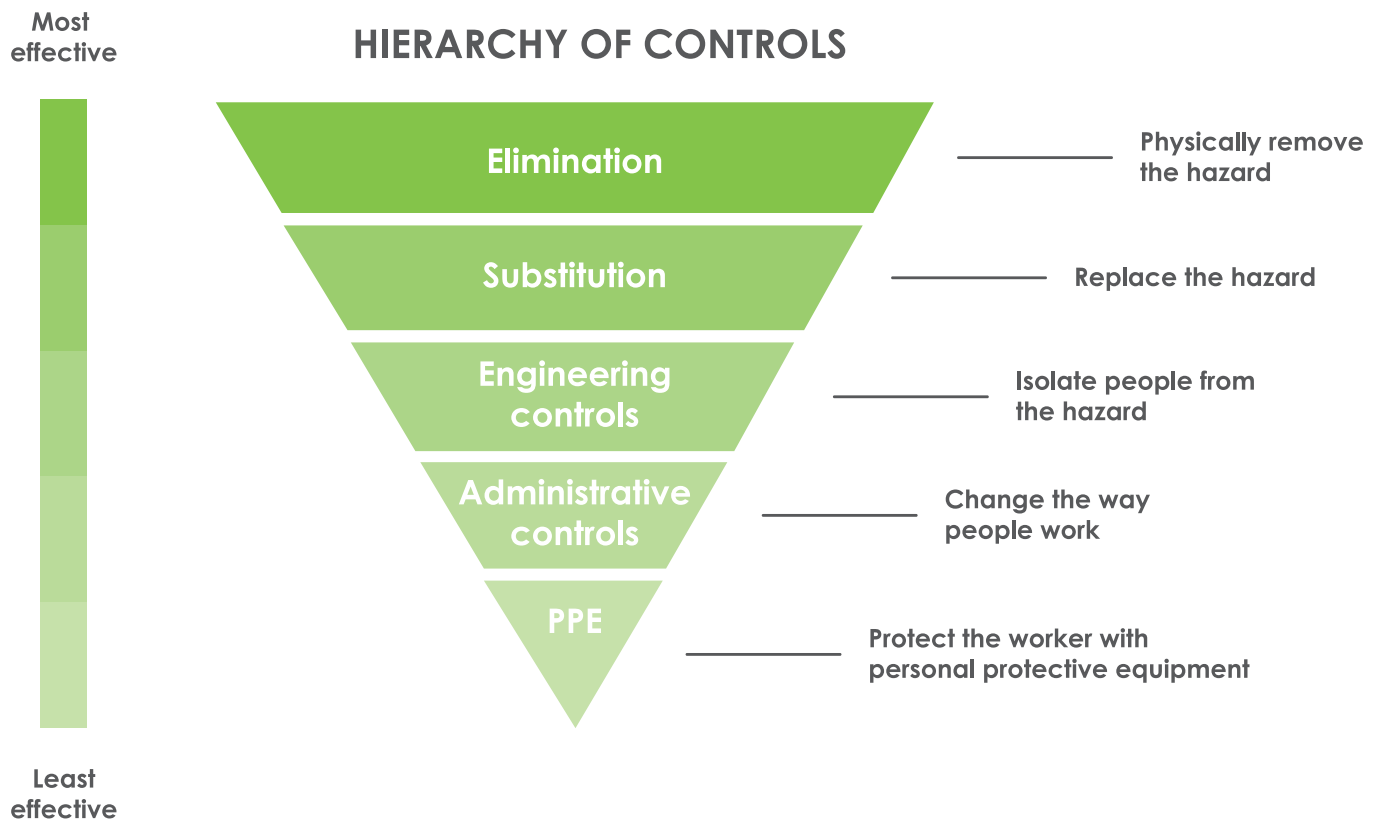 Most
effective
HIERARCHY OF CONTROLS
Elimination
Physically remove
the hazard
Substitution
Replace the hazard
Engineering
controls
Isolate people from
the hazard
Administrative
controls
Change the way
people work
PPE
Protect the worker with
personal protective equipment
Least
effective